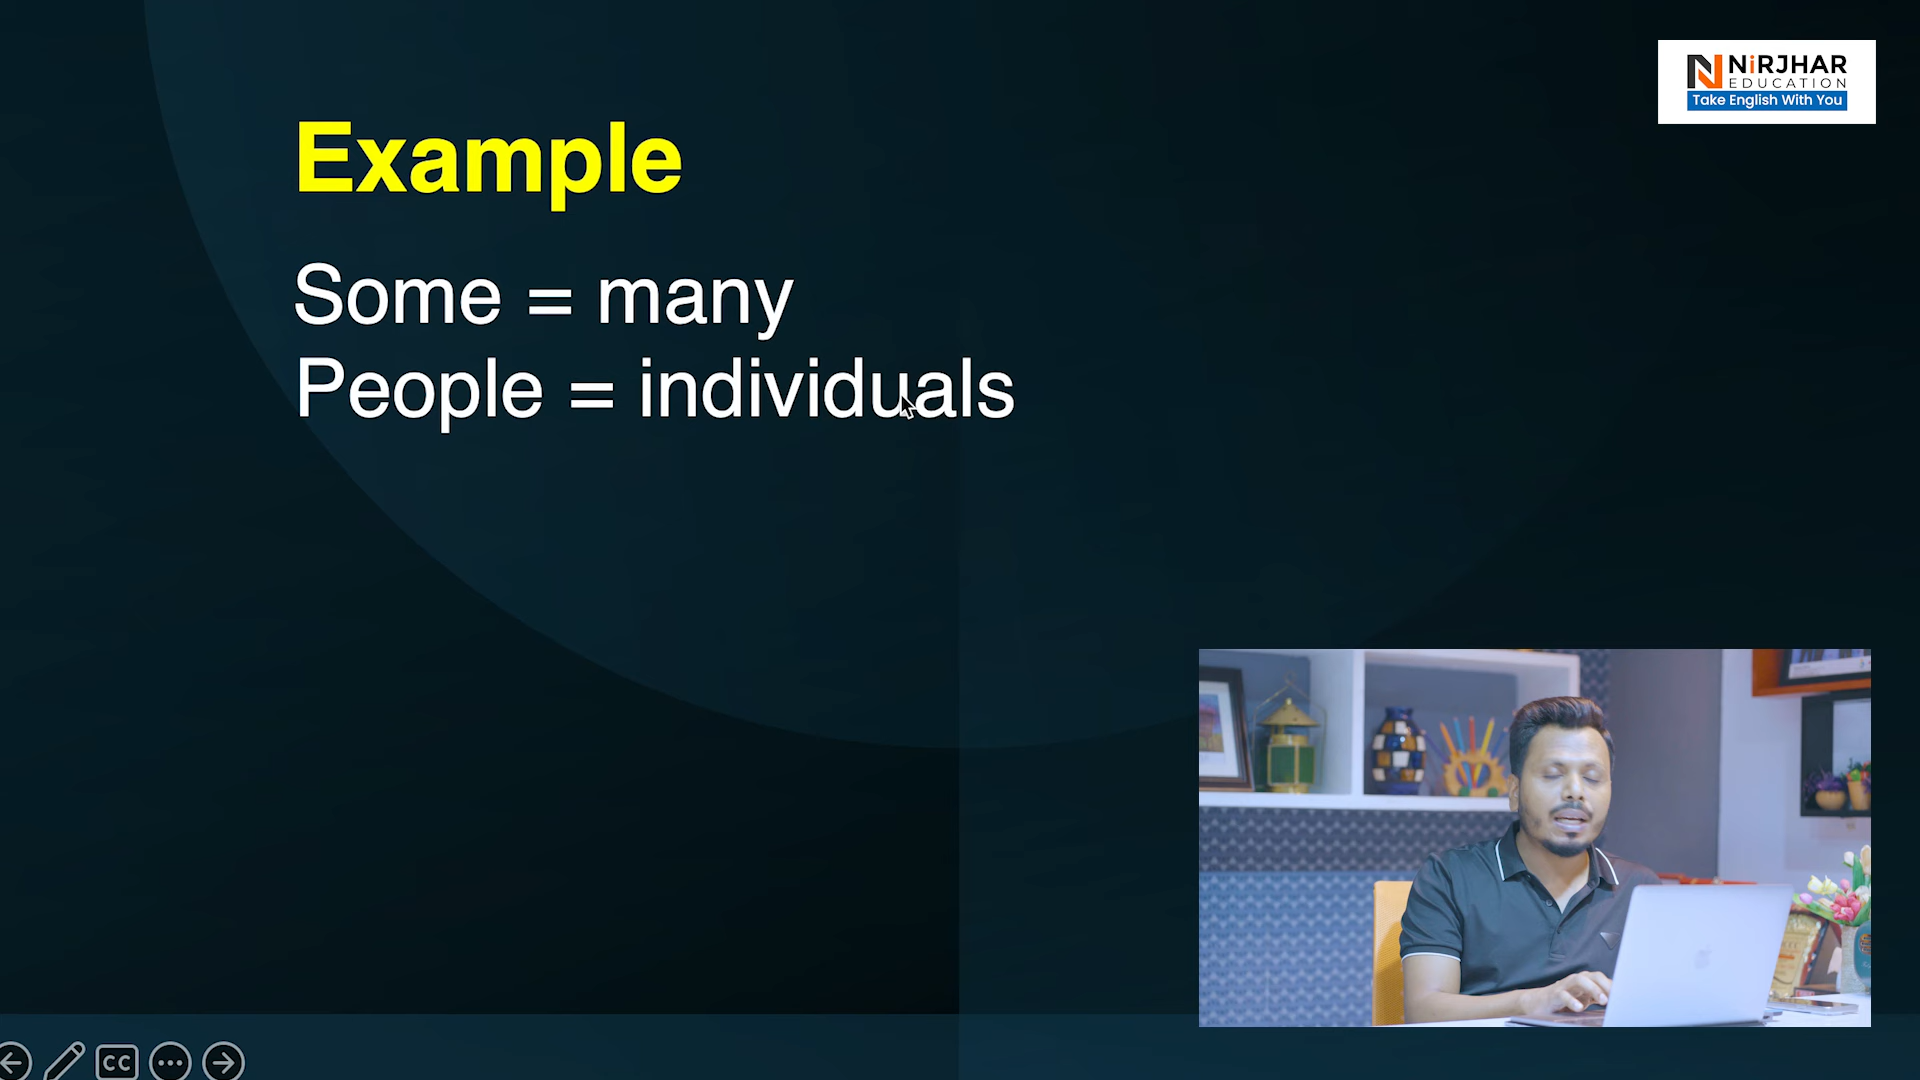 NiRJHAR
EDUCATION
Take English With You
Example
Some = many
People = individuals
CC